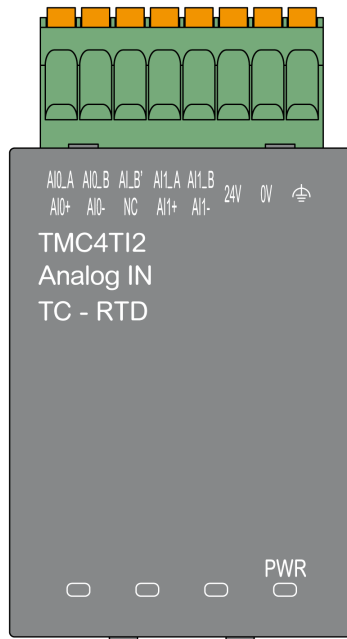 AI0_A AI0_B AI_B' AI1_A AI1_B 24V 0V
AI0+ AI0- NC AI1+ AI1-
TMC4TI2
Analog IN
TC - RTD
PWR